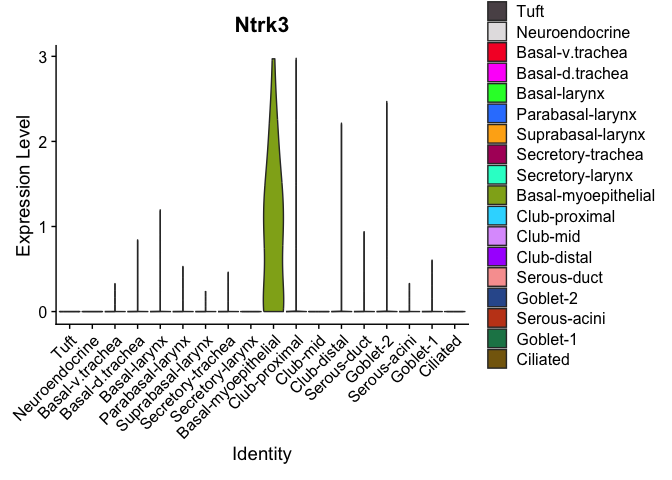 Ntrk3
Expression Level
3
2
1
0
Tuft
Neuroendocrine
Basal-v.trachea
Basal-d.trachea
Basal-larynx
Parabasal-larynx
Suprabasal-larynx
Secretory-trachea
Secretory-larynx
Basal-myoepithelial
Club-proximal
Club-mid
Club-distal
Serous-duct
Goblet-2
Serous-acini
Goblet-1
Ciliated
Identity
Tuft
Neuroendocrine
Basal-v.trachea
Basal-d.trachea
Basal-larynx
Parabasal-larynx
Suprabasal-larynx
Secretory-trachea
Secretory-larynx
Basal-myoepithelial
Club-proximal
Club-mid
Club-distal
Serous-duct
Goblet-2
Serous-acini
Goblet-1
Ciliated